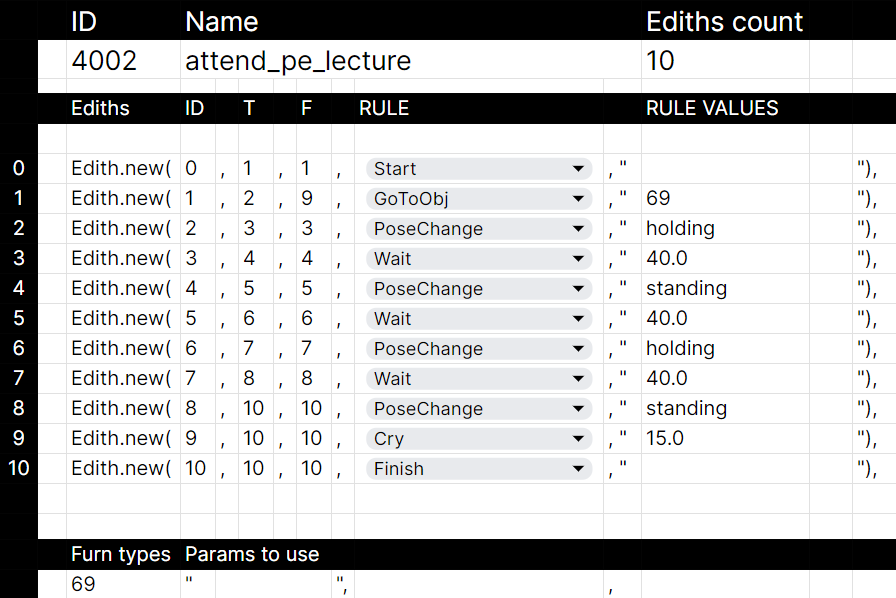 ID Name Ediths count
4002 attend_pe_lecture 10
Ediths ID T F RULE RULE VALUES
0 Edith.new( 0 , 1 , 1 , Start , " "),
1 Edith.new( 1 , 2 , 9 , GoToObj , " 69 "),
2 Edith.new( 2 , 3 , 3 , PoseChange , " holding "),
3 Edith.new( 3 , 4 , 4 , Wait , " 40.0 "),
4 Edith.new( 4 , 5 , 5 , PoseChange , " standing "),
5 Edith.new( 5 , 6 , 6 , Wait , " 40.0 "),
6 Edith.new( 6 , 7 , 7 , PoseChange , " holding "),
7 Edith.new( 7 , 8 , 8 , Wait , " 40.0 "),
8 Edith.new( 8 , 10 , 10 , PoseChange , " standing "),
9 Edith.new( 9 , 10 , 10 , Cry , " 15.0 "),
10 Edith.new( 10 , 10 , 10 , Finish , " "),
Furn types Params to use
69 " ", ,